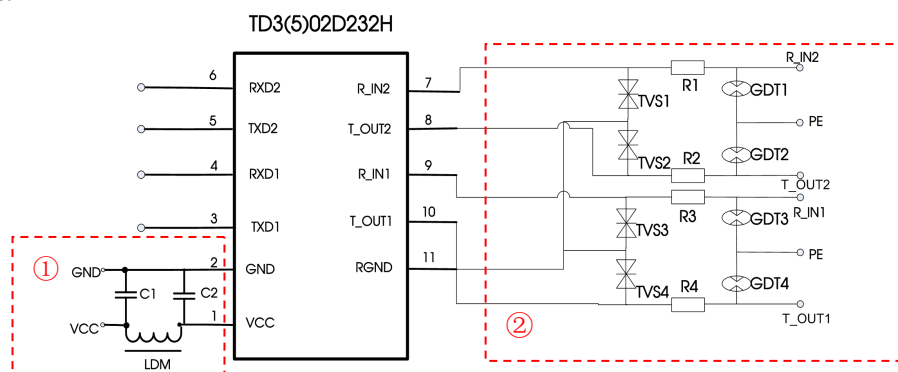 TD3(5)02D232H
6 RXD2 R_IN2 7
5 TXD2 T_OUT2 8
4 RXD1 R_IN1 9
3 TXD1 T_OUT1 10
2 GND RGND 11
1 VCC
① GND
C1 C2
VCC
LDM
R_IN2
R1
TVS1 GDT1
PE
TVS2 R2 GDT2
T_OUT2
R_IN1
R3
TVS3 GDT3
PE
TVS4 R4 GDT4
T_OUT1
②